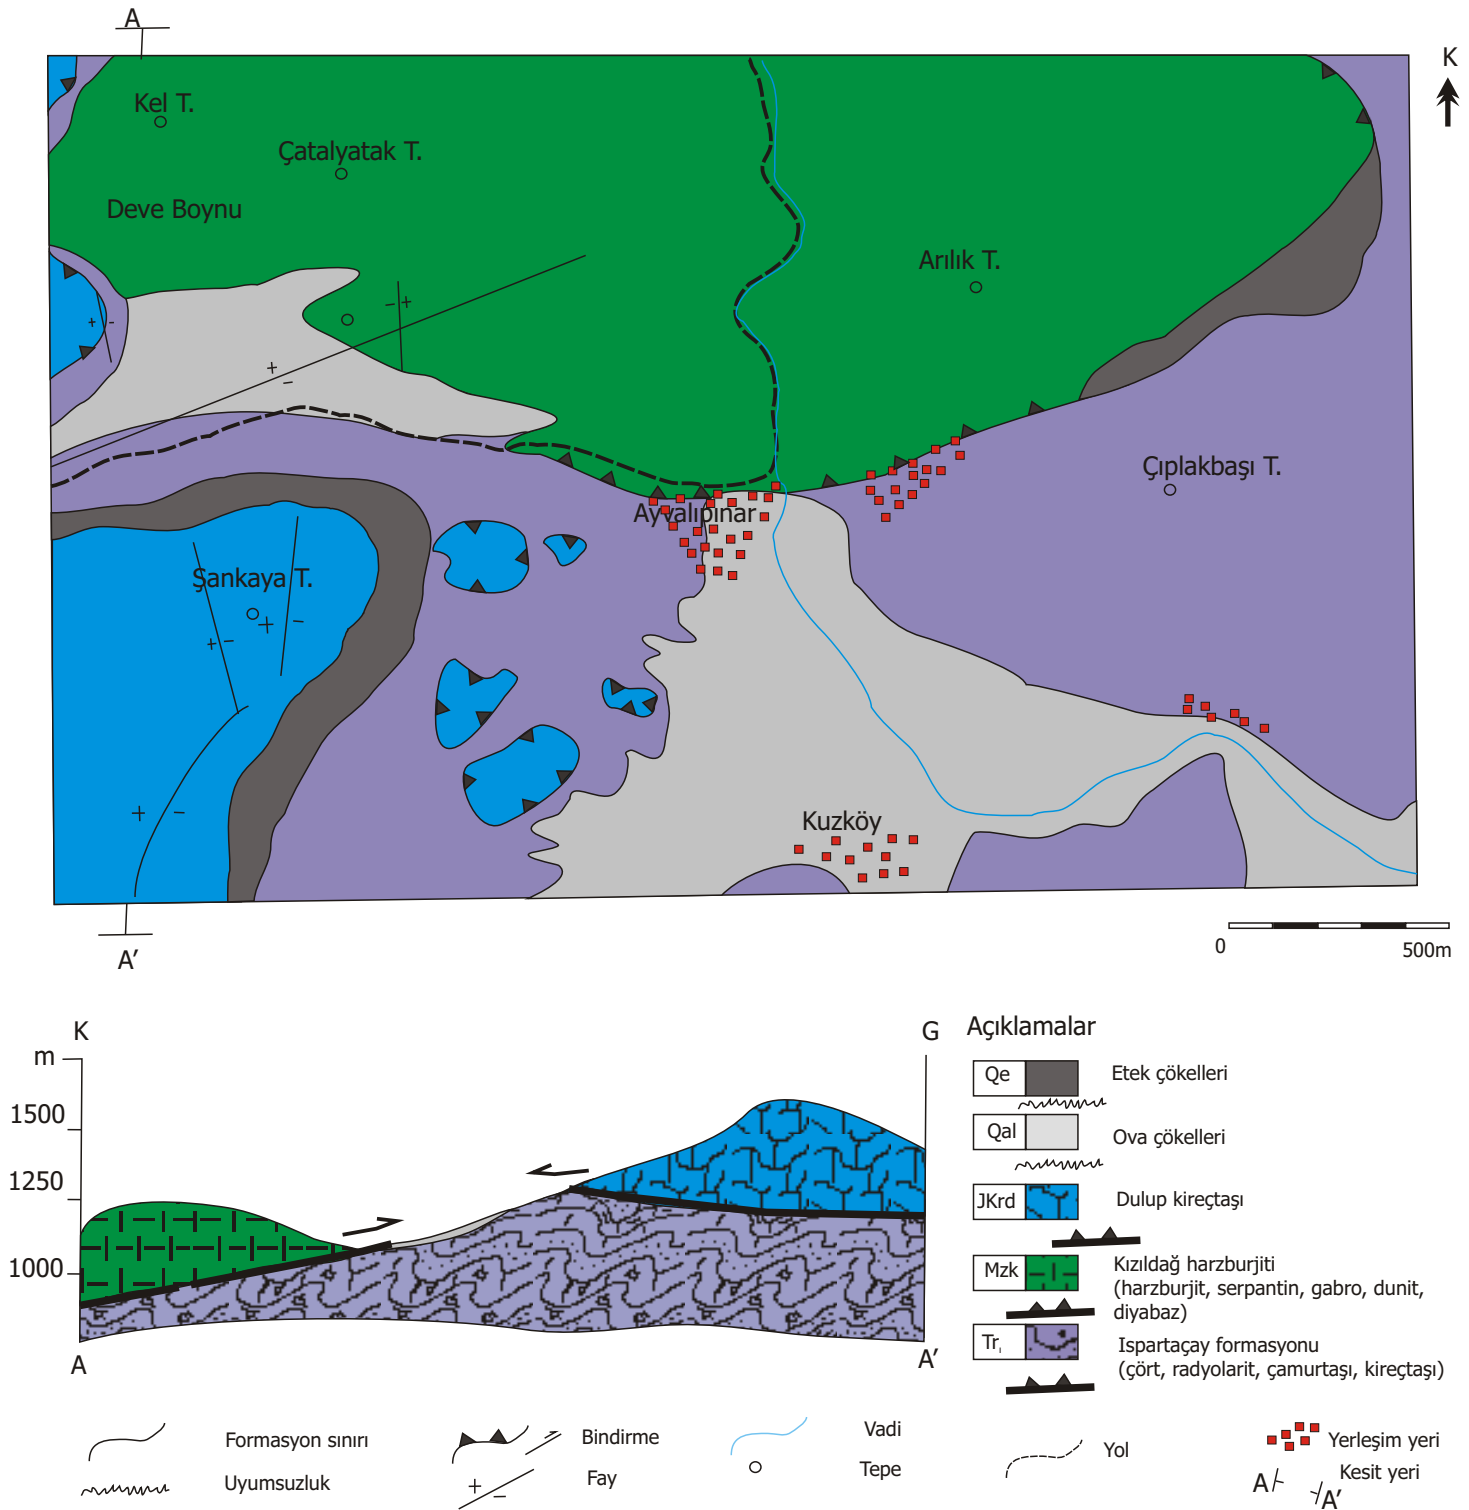 A
K
Kel T.
Çatalyatak T.
Deve Boynu
Arılık T.
- +
+ -
+
-
Çıplakbaşı T.
Ayvalıpınar
Şankaya T.
+ -
+ -
+ -
Kuzköy
A'
0 500m
K G
m
1500
1250
1000
A A'
Açıklamalar
Qe Etek çökelleri
Qal Ova çökelleri
JKrd Dulup kireçtaşı
Mzk Kızıldağ harzburjiti
(harzburjit, serpantin, gabro, dunit,
diyabaz)
Tr Ispartaçay formasyonu
(çört, radyolarit, çamurtaşı, kireçtaşı)
Formasyon sınırı
Uyumsuzluk
Bindirme
+ - Fay
Vadi
Tepe
Yol
Yerleşim yeri
A A' Kesit yeri